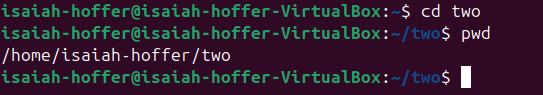 isaiah-hoffer@isaiah-hoffer-VirtualBox:~$ cd two
isaiah-hoffer@isaiah-hoffer-VirtualBox:~/two$ pwd
/home/isaiah-hoffer/two
isaiah-hoffer@isaiah-hoffer-VirtualBox:~/two$